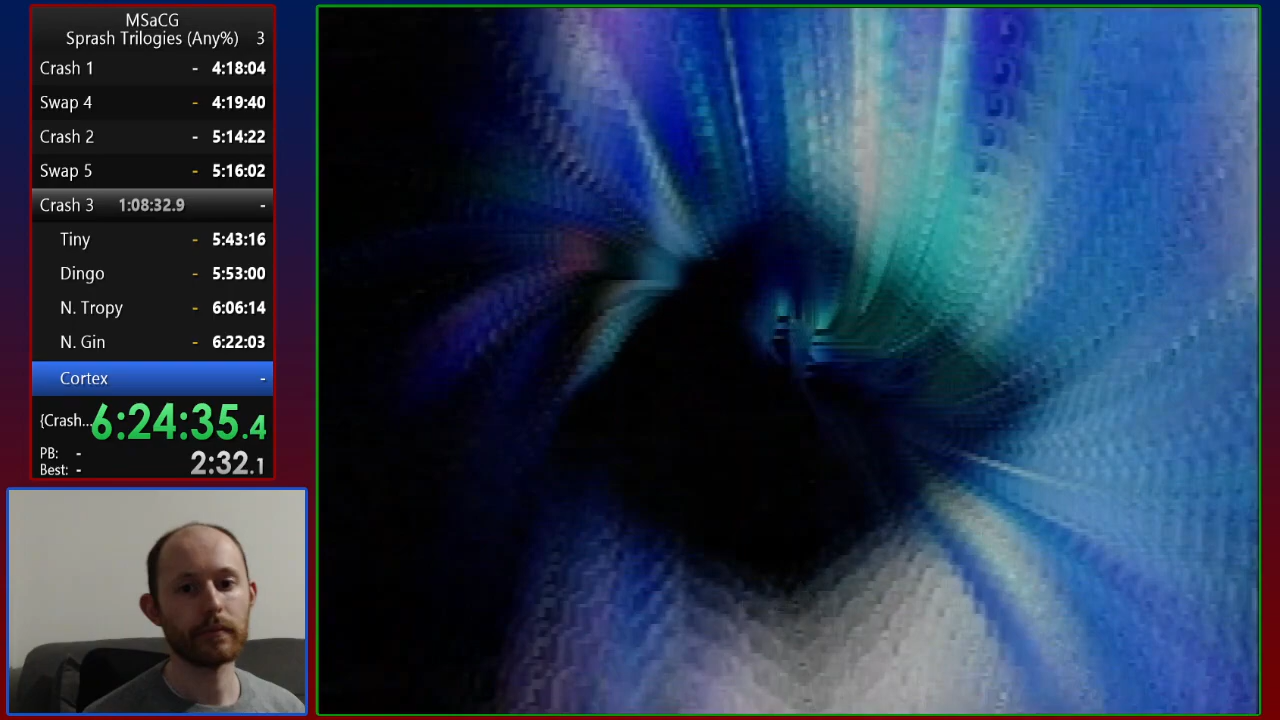 MSaCG
Sprash Trilogies (Any%) 3
Crash 1 - 4:18:04
Swap 4 - 4:19:40
Crash 2 - 5:14:22
Swap 5 - 5:16:02
Crash 3 1:08:32.9 -
Tiny - 5:43:16
Dingo - 5:53:00
N. Tropy - 6:06:14
N. Gin - 6:22:03
Cortex -
{Crash... 6:24:35.4
PB: -
Best: - 2:32.1